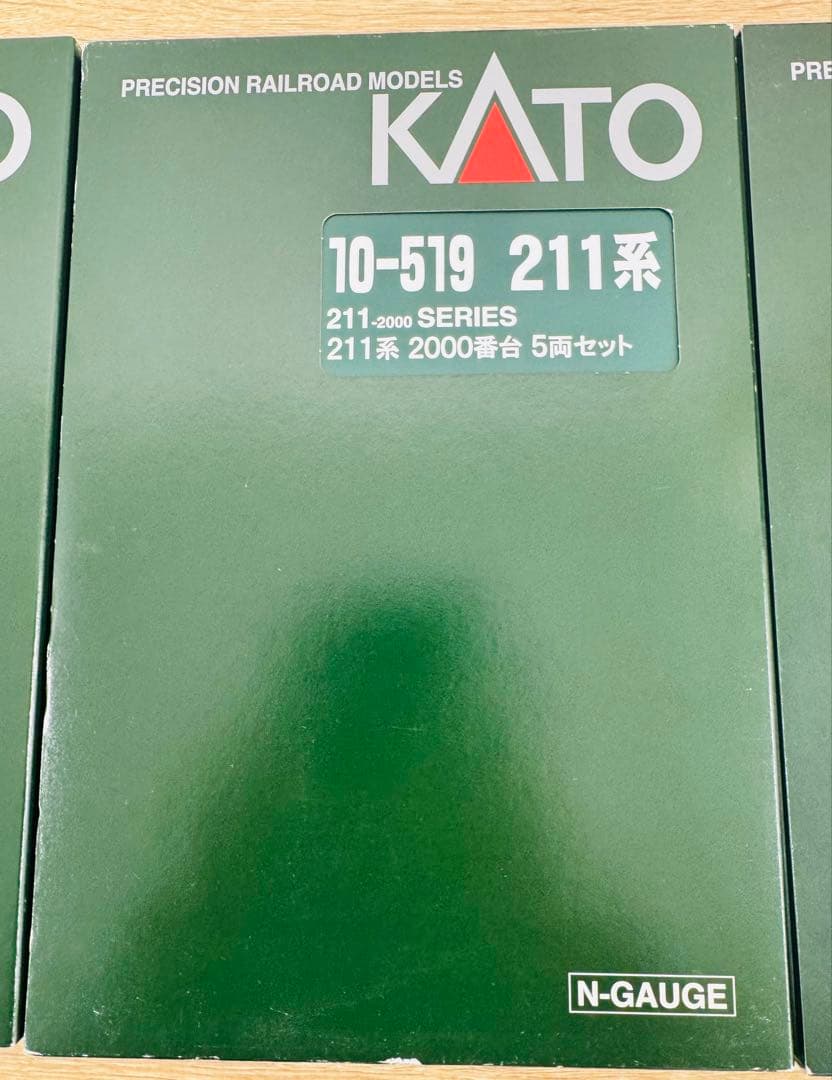 PRECISION RAILROAD MODELS
KATO
10-519 211系
211-2000 SERIES
211系 2000番台 5両セット
N-GAUGE
O
PRE